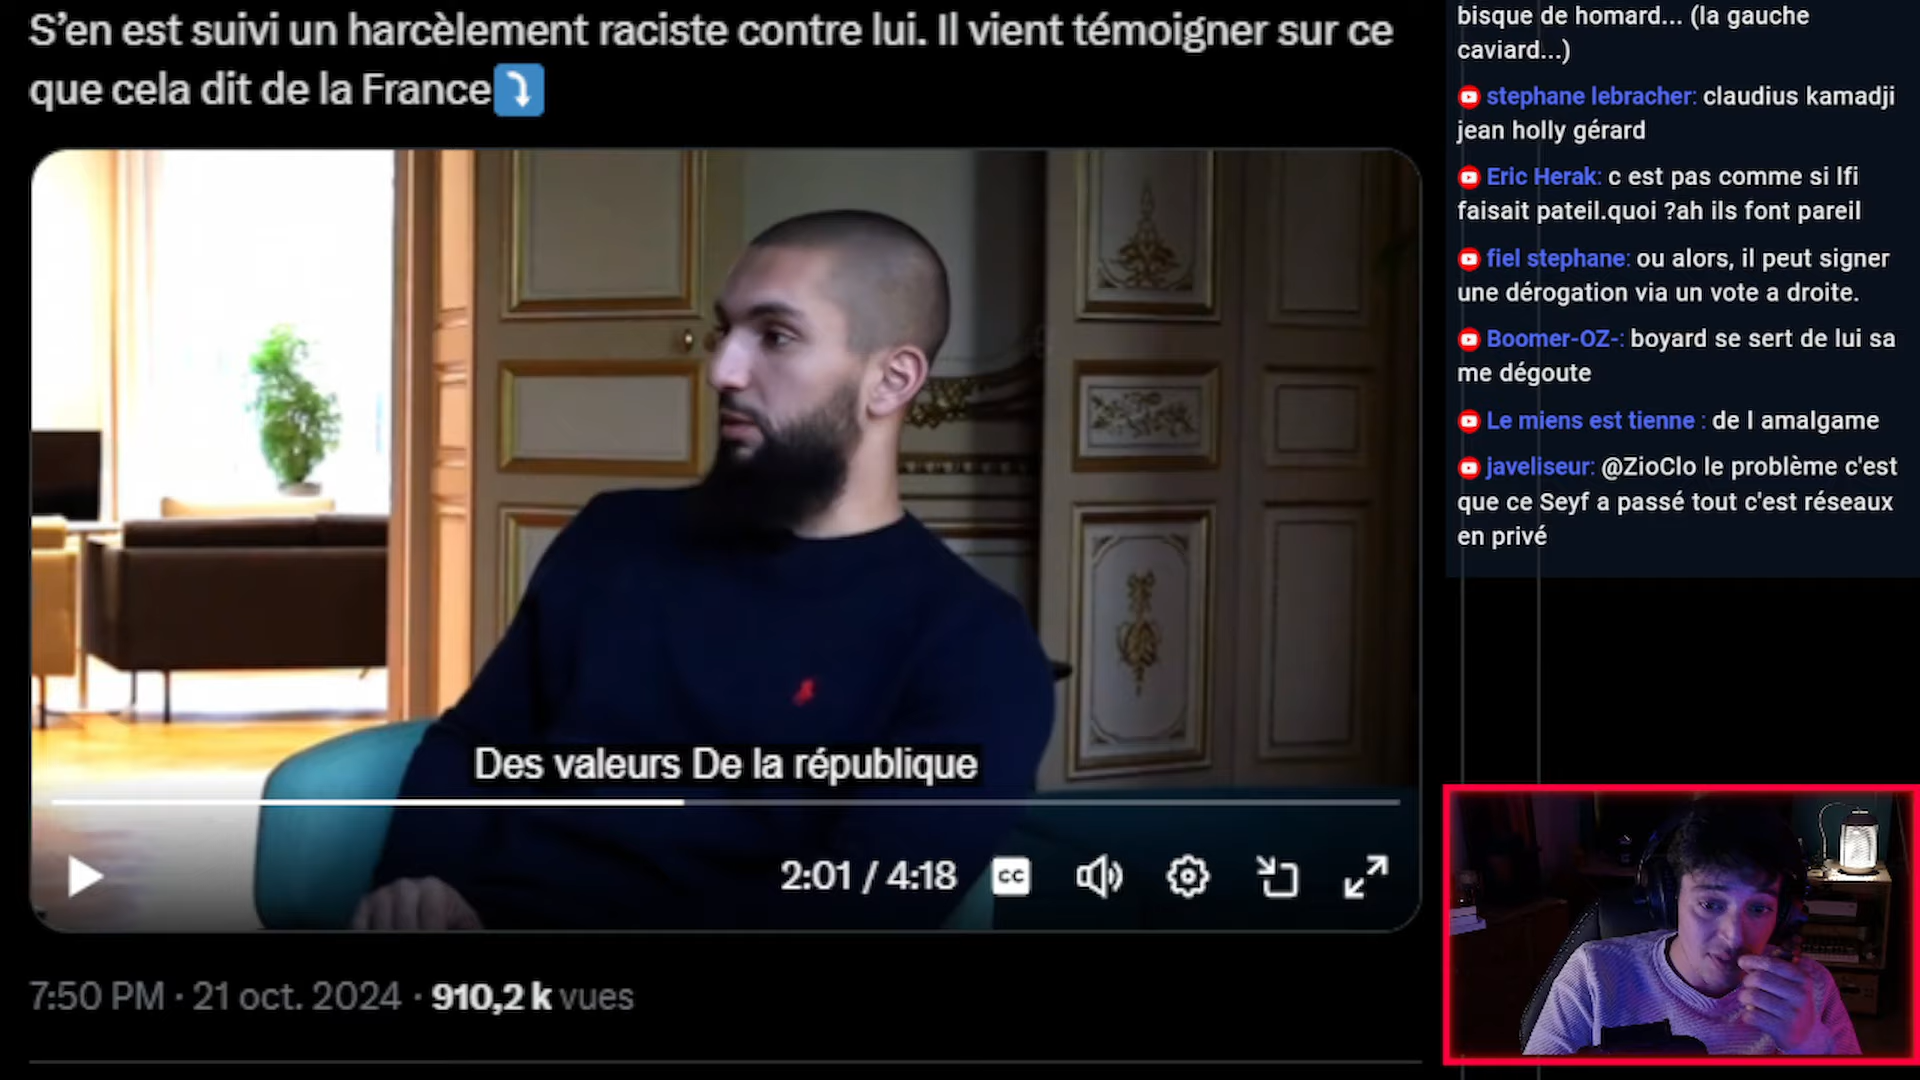 S’en est suivi un harcèlement raciste contre lui. Il vient témoigner sur ce
que cela dit de la France⤵️
Des valeurs De la république
2:01 / 4:18
CC
7:50 PM · 21 oct. 2024 · 910,2 k vues
bisque de homard... (la gauche
caviard...)
stephane lebracher: claudius kamadji
jean holly gérard
Eric Herak: c est pas comme si lfi
faisait pateil.quoi ?ah ils font pareil
fiel stephane: ou alors, il peut signer
une dérogation via un vote a droite.
Boomer-OZ-: boyard se sert de lui sa
me dégoute
Le miens est tienne : de l amalgame
javeliseur: @ZioClo le problème c'est
que ce Seyf a passé tout c'est réseaux
en privé